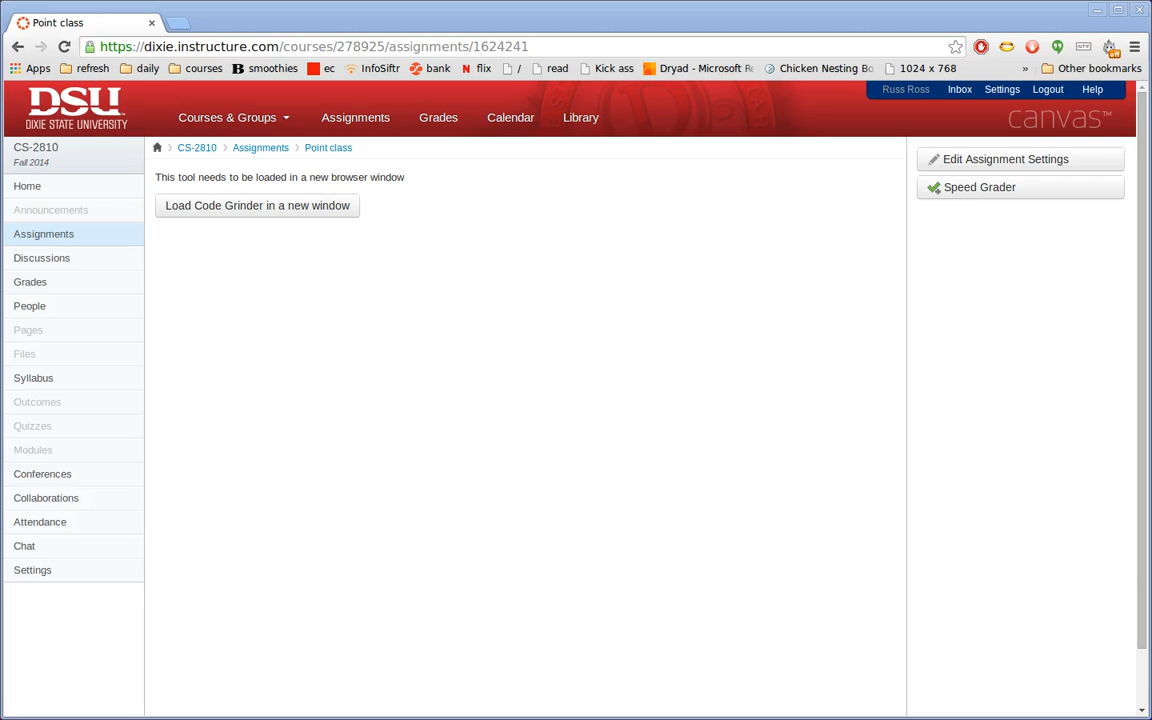 Point class
https://dixie.instructure.com/courses/278925/assignments/1624241
Apps refresh daily courses B smoothies ec InfoSiftr bank N flix / read Kick ass Dryad - Microsoft Chicken Nesting Bo 1024 x 768 » Other bookmarks
Russ Ross Inbox Settings Logout Help
DSU
DIXIE STATE UNIVERSITY
Courses & Groups Assignments Grades Calendar Library
canvas™
CS-2810
Fall 2014
CS-2810 Assignments Point class
Home
Announcements
Assignments
Discussions
Grades
People
Pages
Files
Syllabus
Outcomes
Quizzes
Modules
Conferences
Collaborations
Attendance
Chat
Settings
This tool needs to be loaded in a new browser window
Load Code Grinder in a new window
Edit Assignment Settings
Speed Grader